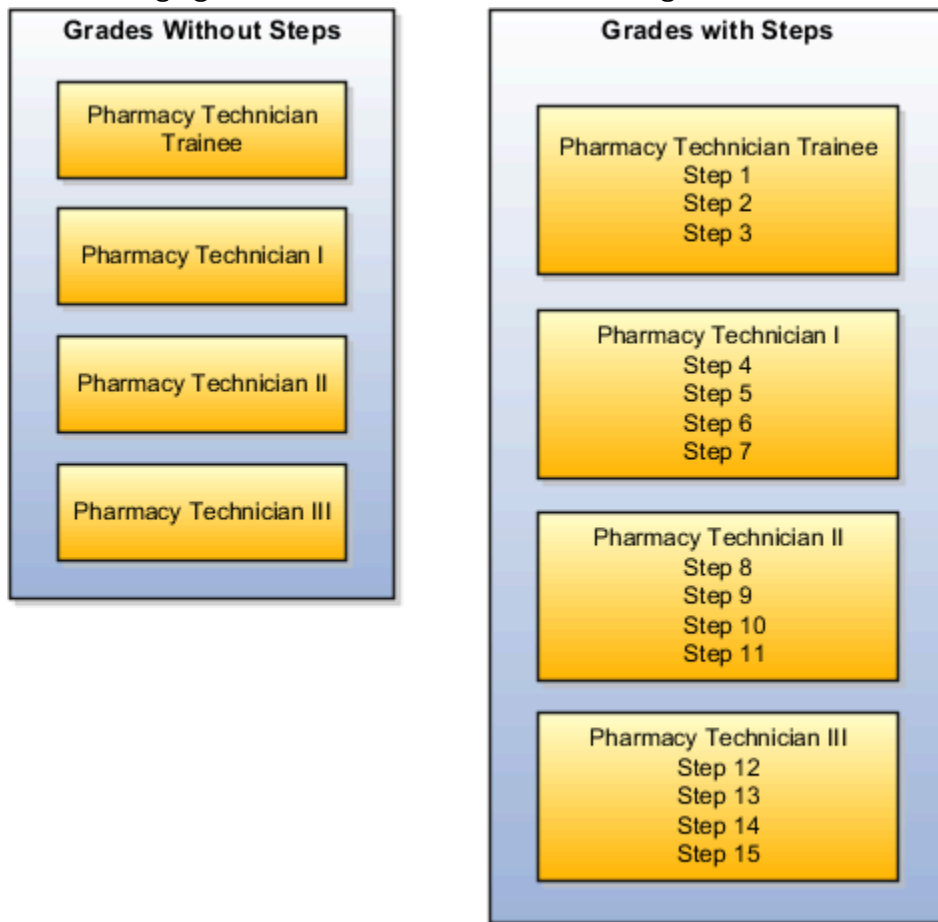 Grades Without Steps
Pharmacy Technician
Trainee
Pharmacy Technician I
Pharmacy Technician II
Pharmacy Technician III
Grades with Steps
Pharmacy Technician Trainee
Step 1
Step 2
Step 3
Pharmacy Technician I
Step 4
Step 5
Step 6
Step 7
Pharmacy Technician II
Step 8
Step 9
Step 10
Step 11
Pharmacy Technician III
Step 12
Step 13
Step 14
Step 15